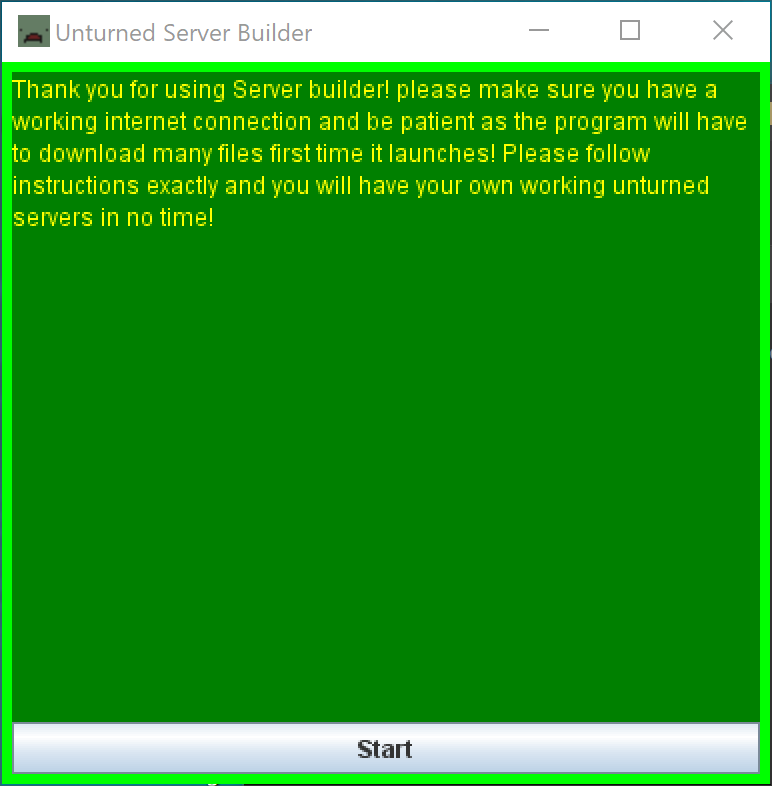 Unturned Server Builder
Thank you for using Server builder! please make sure you have a
working internet connection and be patient as the program will have
to download many files first time it launches! Please follow
instructions exactly and you will have your own working unturned
servers in no time!
Start